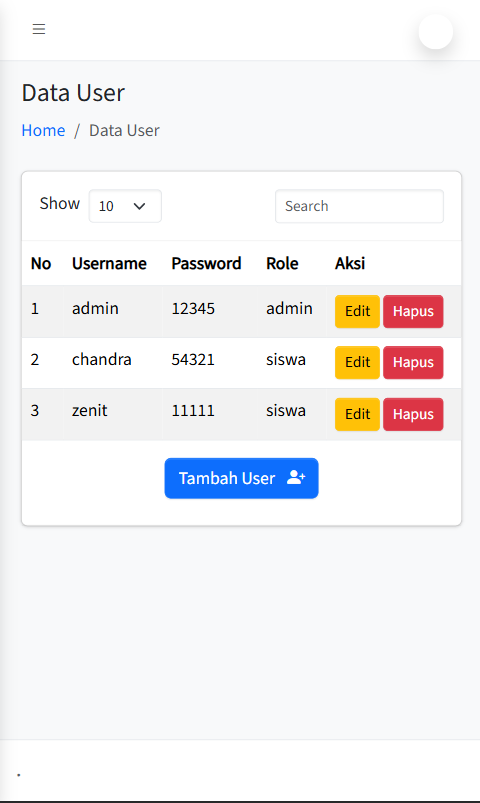 Data User
Home / Data User
Show 10 Search
No Username Password Role Aksi
1 admin 12345 admin Edit Hapus
2 chandra 54321 siswa Edit Hapus
3 zenit 11111 siswa Edit Hapus
Tambah User
.